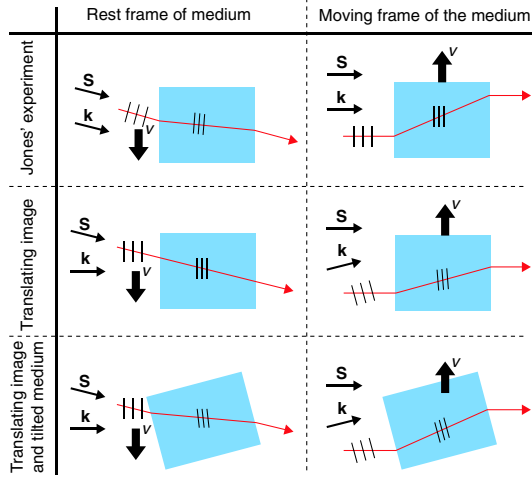 Rest frame of medium
Moving frame of the medium
Jones' experiment
S
k
v
S
k
v
Translating image
S
k
v
S
k
v
Translating image
and tilted medium
S
k
v
S
k
v